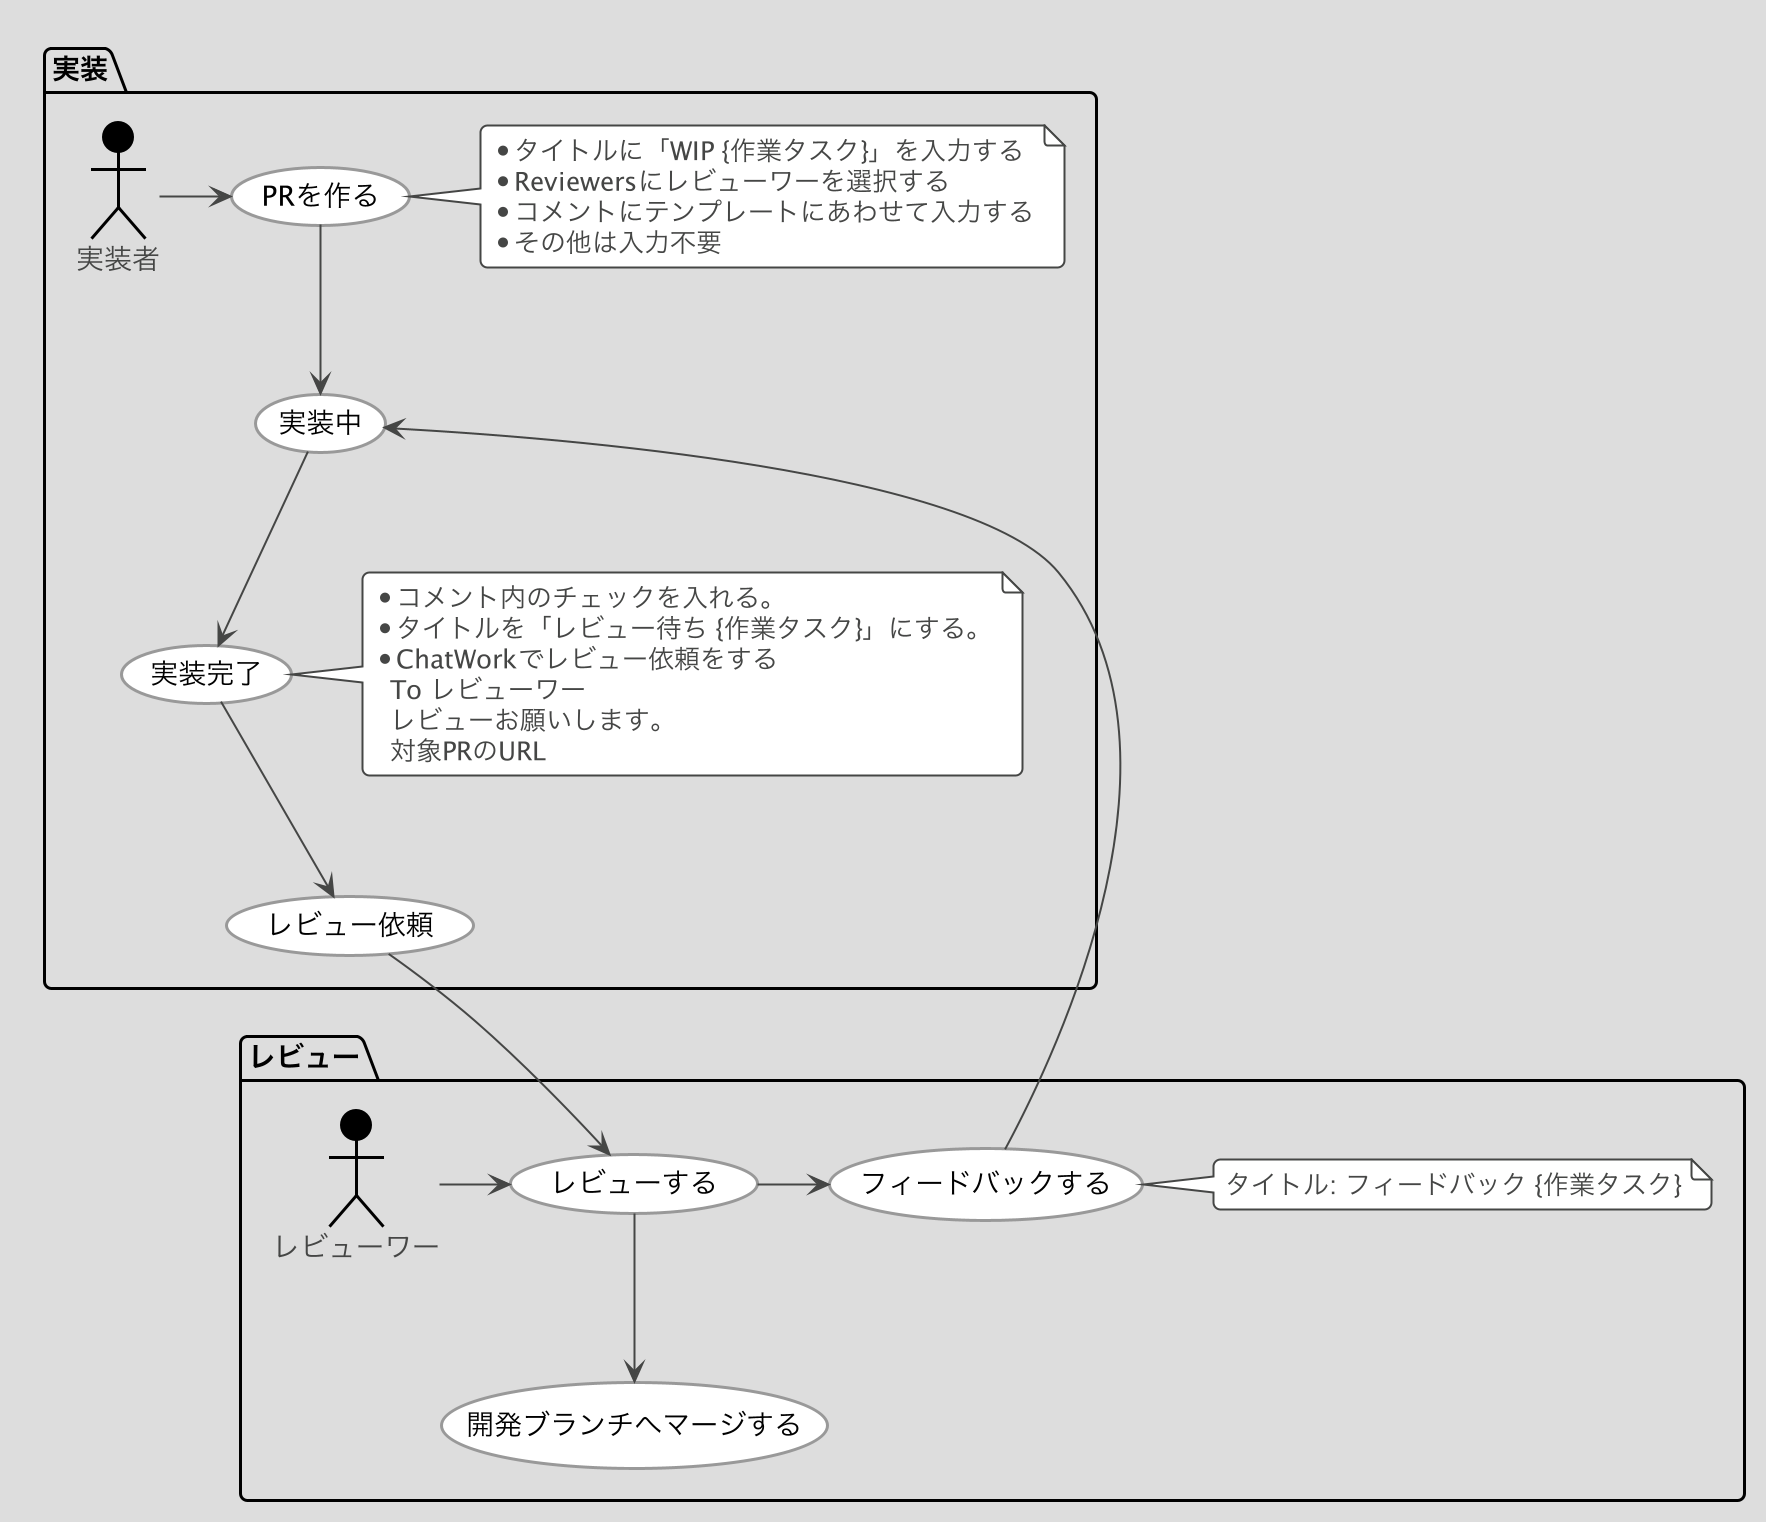 実装
実装者
PRを作る
•タイトルに「WIP {作業タスク}」を入力する
•Reviewersにレビューワーを選択する
•コメントにテンプレートにあわせて入力する
•その他は入力不要
実装中
•コメント内のチェックを入れる。
•タイトルを「レビュー待ち {作業タスク}」にする。
•ChatWorkでレビュー依頼をする
To レビューワー
レビューお願いします。
対象PRのURL
実装完了
レビュー依頼
レビュー
レビューワー
レビューする
フィードバックする
タイトル: フィードバック {作業タスク}
開発ブランチへマージする